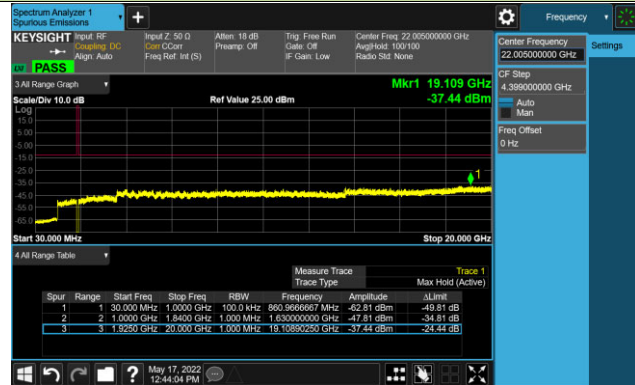 Spectrum Analyzer 1
Spurious Emissions
Frequency
KEYSIGHT
Input: RF
Coupling: DC
Align: Auto
Input Z: 50 Ω
Corr CCorr
Freq Ref: Int (S)
Atten: 18 dB
Preamp: Off
Trig: Free Run
Gate: Off
IF Gain: Low
Center Freq: 22.005000000 GHz
Avg|Hold: 100/100
Radio Std: None
PASS
Center Frequency
22.005000000 GHz
Settings
CF Step
4.399000000 GHz
Auto
Man
Freq Offset
0 Hz
3 All Range Graph
Mkr1 19.109 GHz
Scale/Div 10.0 dB
Ref Value 25.00 dBm
-37.44 dBm
Log
15.0
5.00
-5.00
-15.0
-25.0
-35.0
-45.0
-55.0
-65.0
1
Start 30.000 MHz
Stop 20.000 GHz
4 All Range Table
Measure Trace Trace 1
Trace Type Max Hold (Active)
Spur Range Start Freq Stop Freq RBW Frequency Amplitude ΔLimit
1 1 30.000 MHz 1.0000 GHz 100.0 kHz 860.9666667 MHz -62.81 dBm -49.81 dB
2 2 1.0000 GHz 1.8400 GHz 1.000 MHz 1.630000000 GHz -47.81 dBm -34.81 dB
3 3 1.9250 GHz 20.000 GHz 1.000 MHz 19.10890250 GHz -37.44 dBm -24.44 dB
May 17, 2022
12:44:04 PM